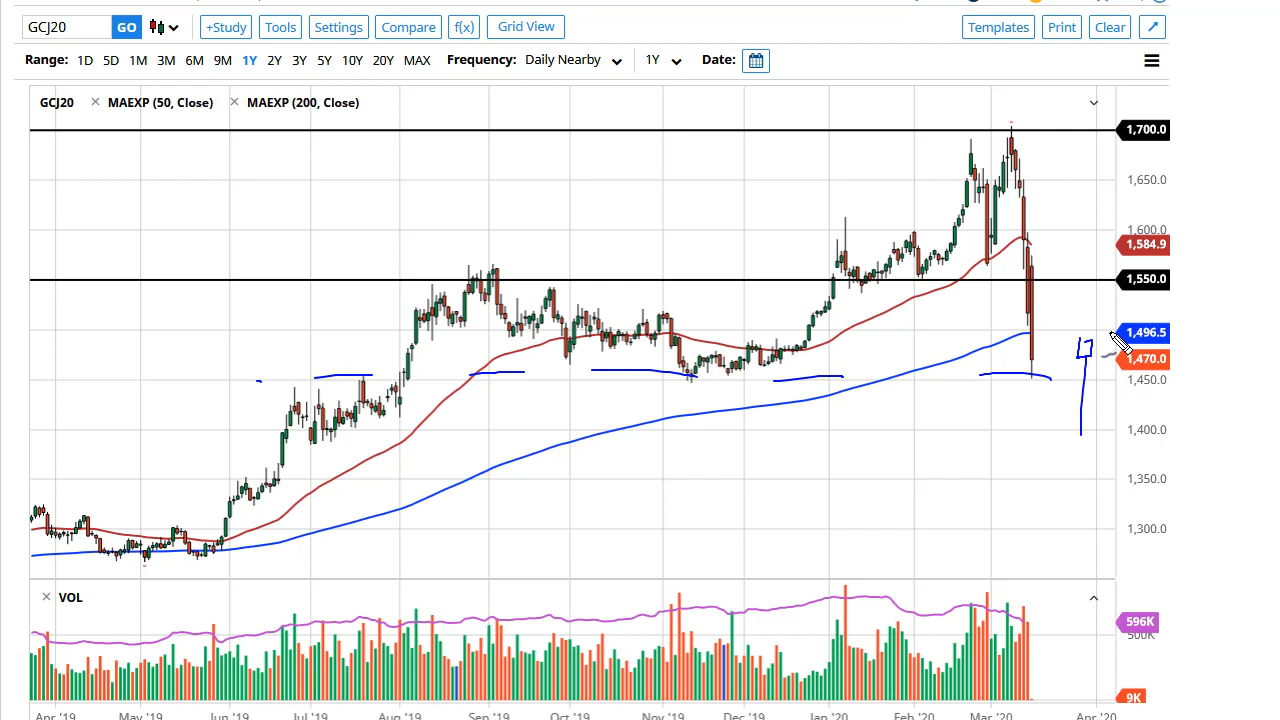 GCJ20 GO +Study Tools Settings Compare f(x) Grid View Templates Print Clear
Range: 1D 5D 1M 3M 6M 9M 1Y 2Y 3Y 5Y 10Y 20Y MAX Frequency: Daily Nearby 1Y Date:
GCJ20 MAEXP (50, Close) MAEXP (200, Close)
1,700.0
1,650.0
1,600.0
1,584.9
1,550.0
1,496.5
1,470.0
1,450.0
1,400.0
1,350.0
1,300.0
VOL
596K
500K
9K
Apr '19 May '19 Jun '19 Jul '19 Aug '19 Sep '19 Oct '19 Nov '19 Dec '19 Jan '20 Feb '20 Mar '20 Apr '20